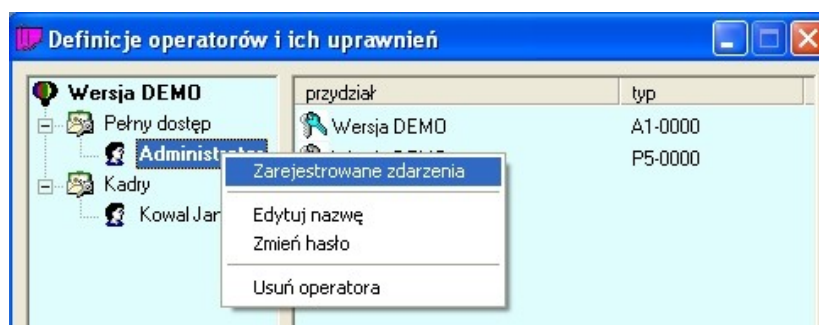 Definicje operatorów i ich uprawnień
Wersja DEMO
przydział typ
Pełny dostęp
Wersja DEMO A1-0000
P5-0000
Zarejestrowane zdarzenia
Kadry
Kowal
Edytuj nazwę
Zmień hasło
Usuń operatora